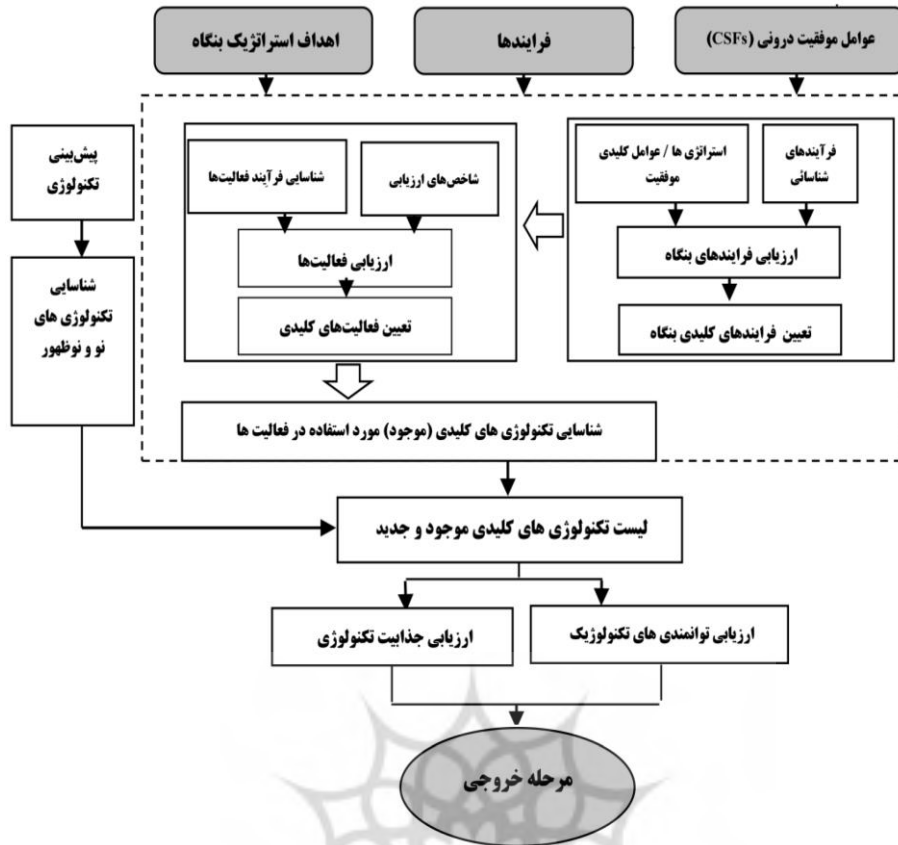 عوامل موفقیت درونی (CSFs)
فرایندها
اهداف استراتژیک بنگاه
فرآیندهای
شناسائی
استراتژی ها / عوامل کلیدی
موفقیت
ارزیابی فرایندهای بنگاه
تعیین فرایندهای کلیدی بنگاه
شاخص‌های ارزیابی
شناسایی فرآیند فعالیت‌ها
ارزیابی فعالیت‌ها
تعیین فعالیت‌های کلیدی
پیش‌بینی
تکنولوژی
شناسایی
تکنولوژی های
نو و نوظهور
شناسایی تکنولوژی های کلیدی (موجود) مورد استفاده در فعالیت ها
لیست تکنولوژی های کلیدی موجود و جدید
ارزیابی توانمندی های تکنولوژیک
ارزیابی جذابیت تکنولوژی
مرحله خروجی